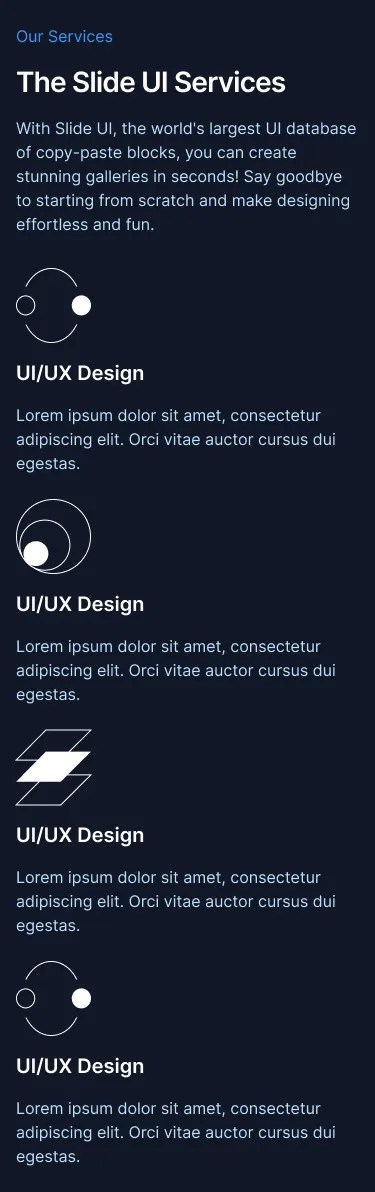 Our Services
The Slide UI Services
With Slide UI, the world's largest UI database
of copy-paste blocks, you can create
stunning galleries in seconds! Say goodbye
to starting from scratch and make designing
effortless and fun.
UI/UX Design
Lorem ipsum dolor sit amet, consectetur
adipiscing elit. Orci vitae auctor cursus dui
egestas.
UI/UX Design
Lorem ipsum dolor sit amet, consectetur
adipiscing elit. Orci vitae auctor cursus dui
egestas.
UI/UX Design
Lorem ipsum dolor sit amet, consectetur
adipiscing elit. Orci vitae auctor cursus dui
egestas.
UI/UX Design
Lorem ipsum dolor sit amet, consectetur
adipiscing elit. Orci vitae auctor cursus dui
egestas.